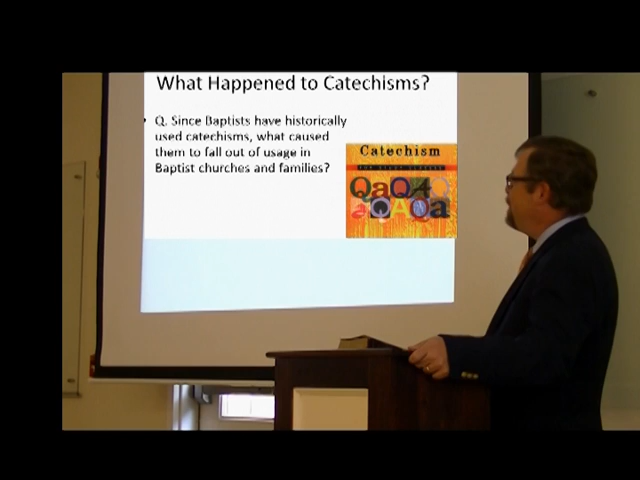 What Happened to Catechisms?
• Q. Since Baptists have historically
used catechisms, what caused
them to fall out of usage in
Baptist churches and families?
Catechism
QaQAQ
aQAQa